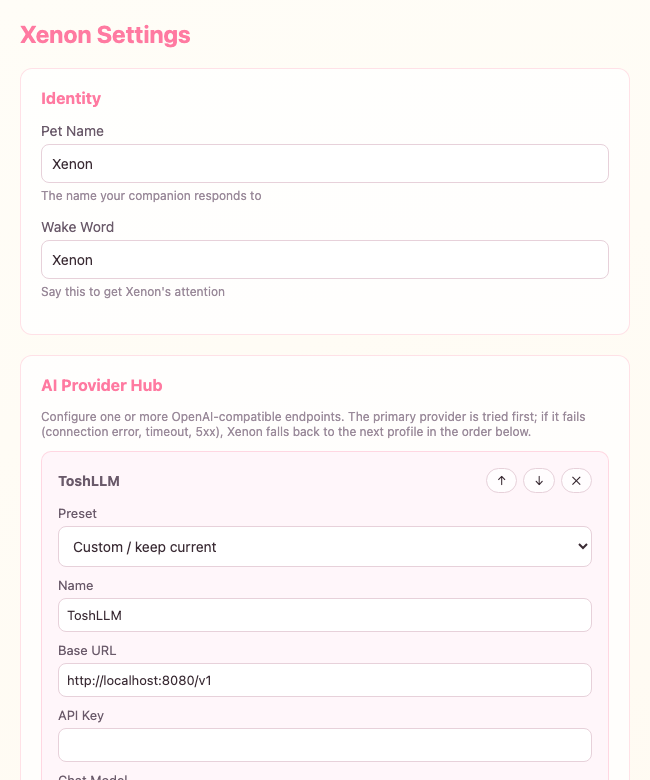 Xenon Settings
Identity
Pet Name
Xenon
The name your companion responds to
Wake Word
Xenon
Say this to get Xenon's attention
AI Provider Hub
Configure one or more OpenAI-compatible endpoints. The primary provider is tried first; if it fails
(connection error, timeout, 5xx), Xenon falls back to the next profile in the order below.
ToshLLM ↑ ↓ ✕
Preset
Custom / keep current
Name
ToshLLM
Base URL
http://localhost:8080/v1
API Key
Chat Model